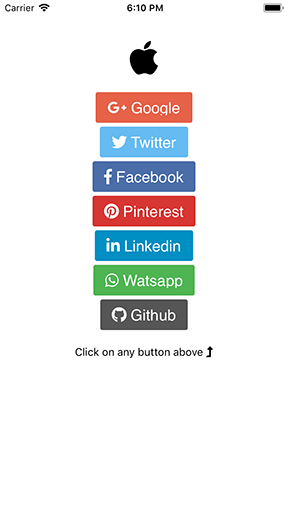 Carrier 6:10 PM
G+ Google
Twitter
Facebook
Pinterest
Linkedin
Watsapp
Github
Click on any button above